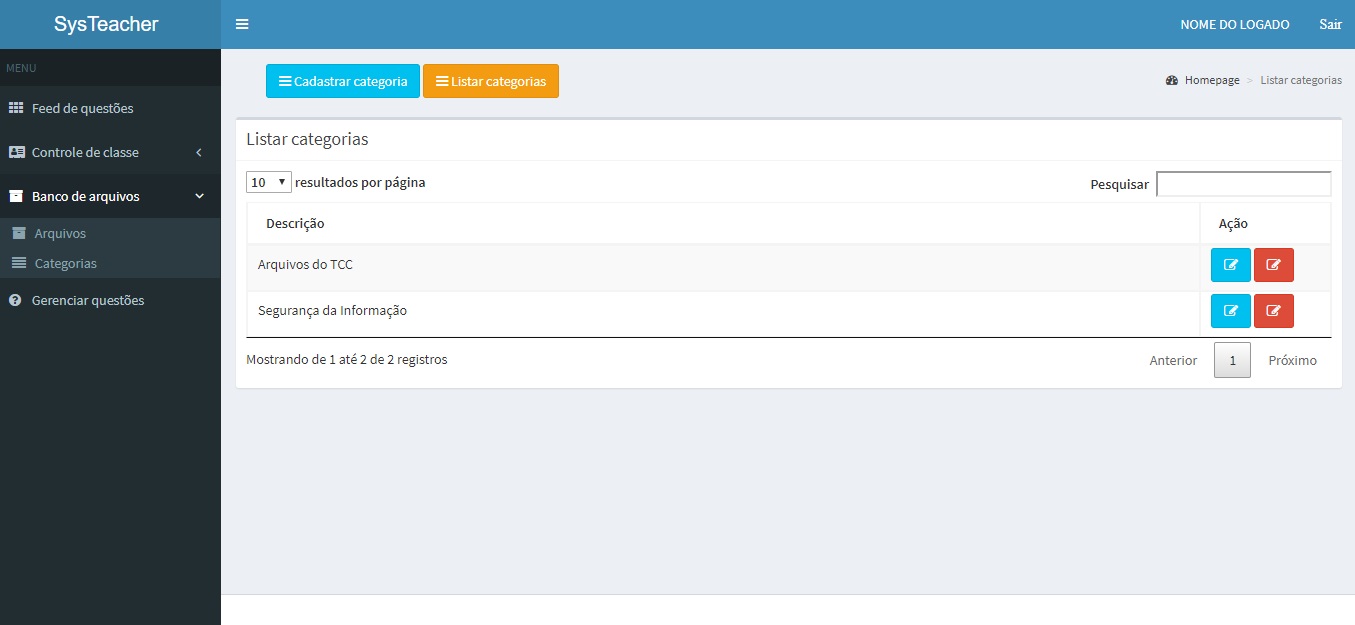 SysTeacher
NOME DO LOGADO Sair
MENU
Feed de questões
Controle de classe
Banco de arquivos
Arquivos
Categorias
Gerenciar questões
Cadastrar categoria Listar categorias
Homepage > Listar categorias
Listar categorias
10 resultados por página
Pesquisar
Descrição Ação
Arquivos do TCC
Segurança da Informação
Mostrando de 1 até 2 de 2 registros
Anterior 1 Próximo